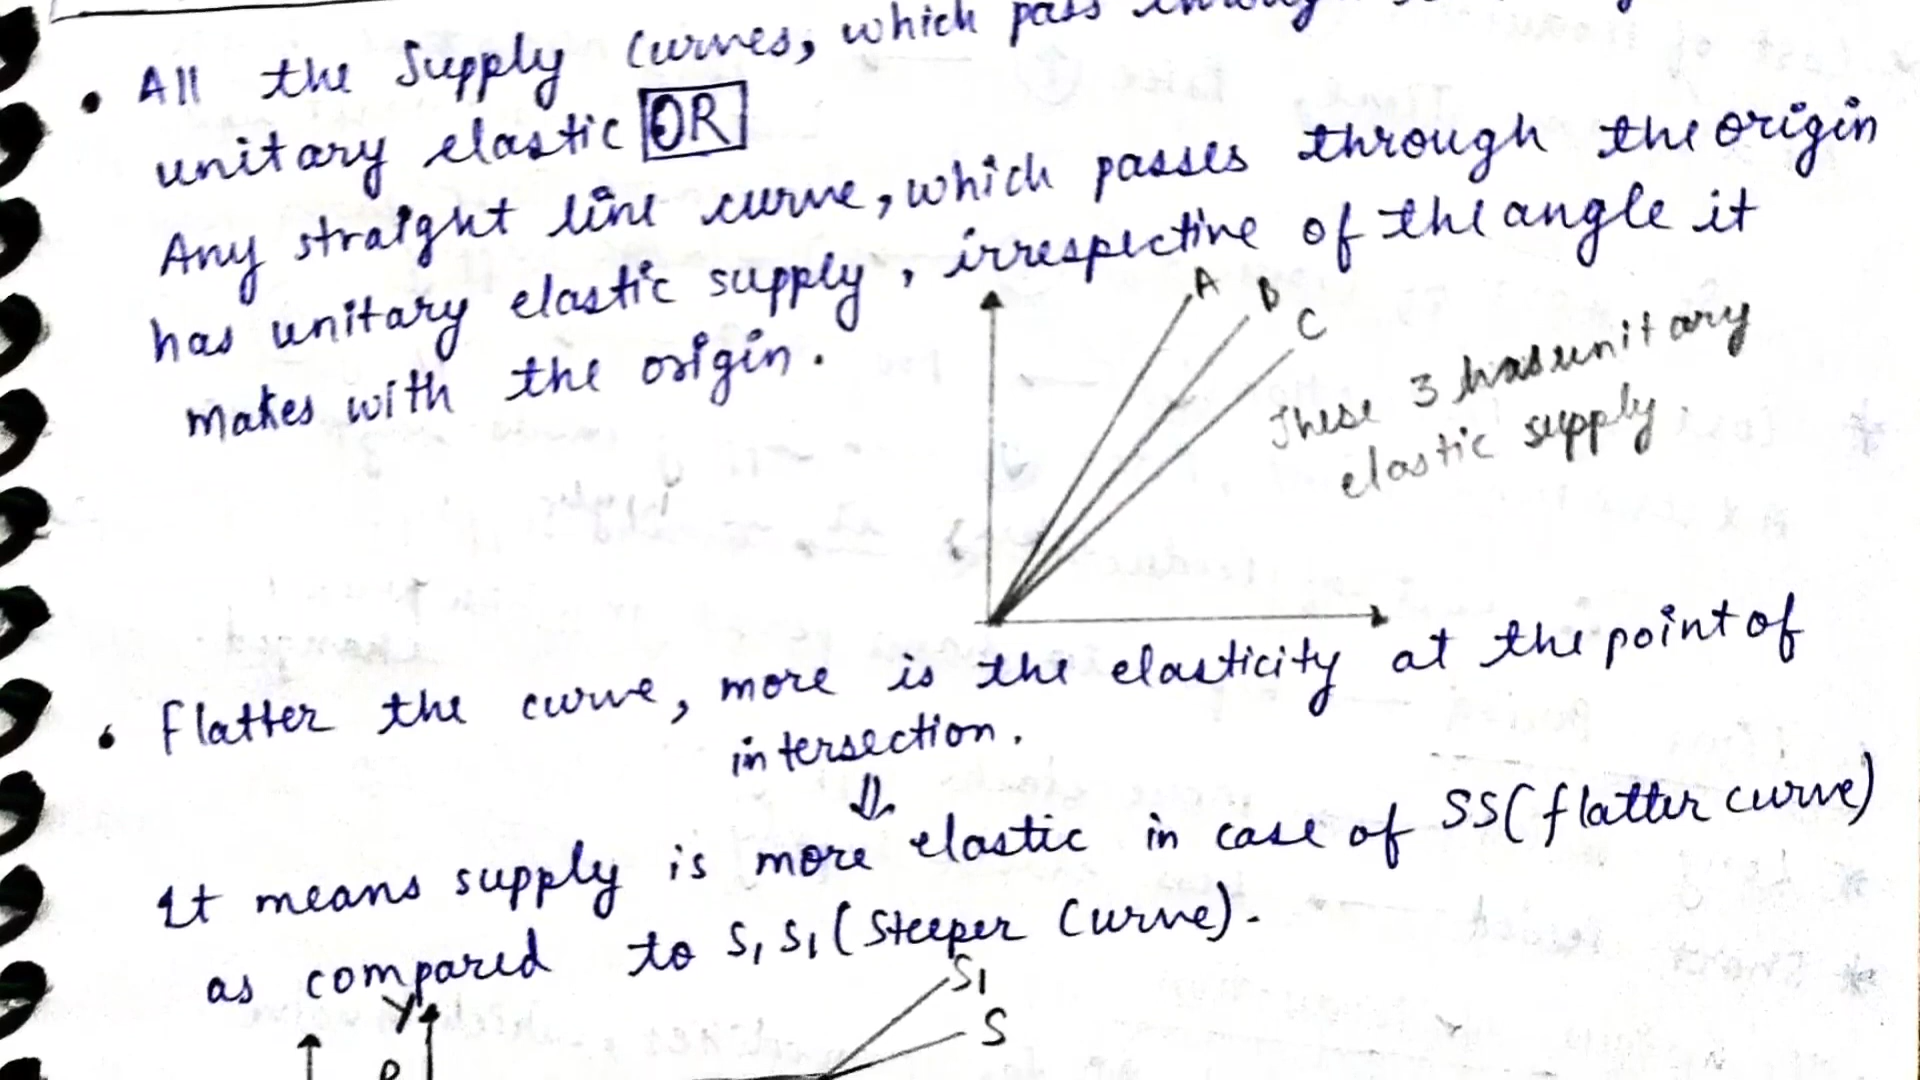 • All the Supply Curves, which pass through
unitary elastic OR
Any straight line curve, which passes through the origin
has unitary elastic supply, irrespective of the angle it
makes with the origin.
A B C
These 3 has unitary
elastic supply
• Flatter the curve, more is the elasticity at the point of
intersection.
⇓
It means supply is more elastic in case of SS (flatter curve)
as compared to S₁S₁ (Steeper Curve).
S₁
Y
S
P